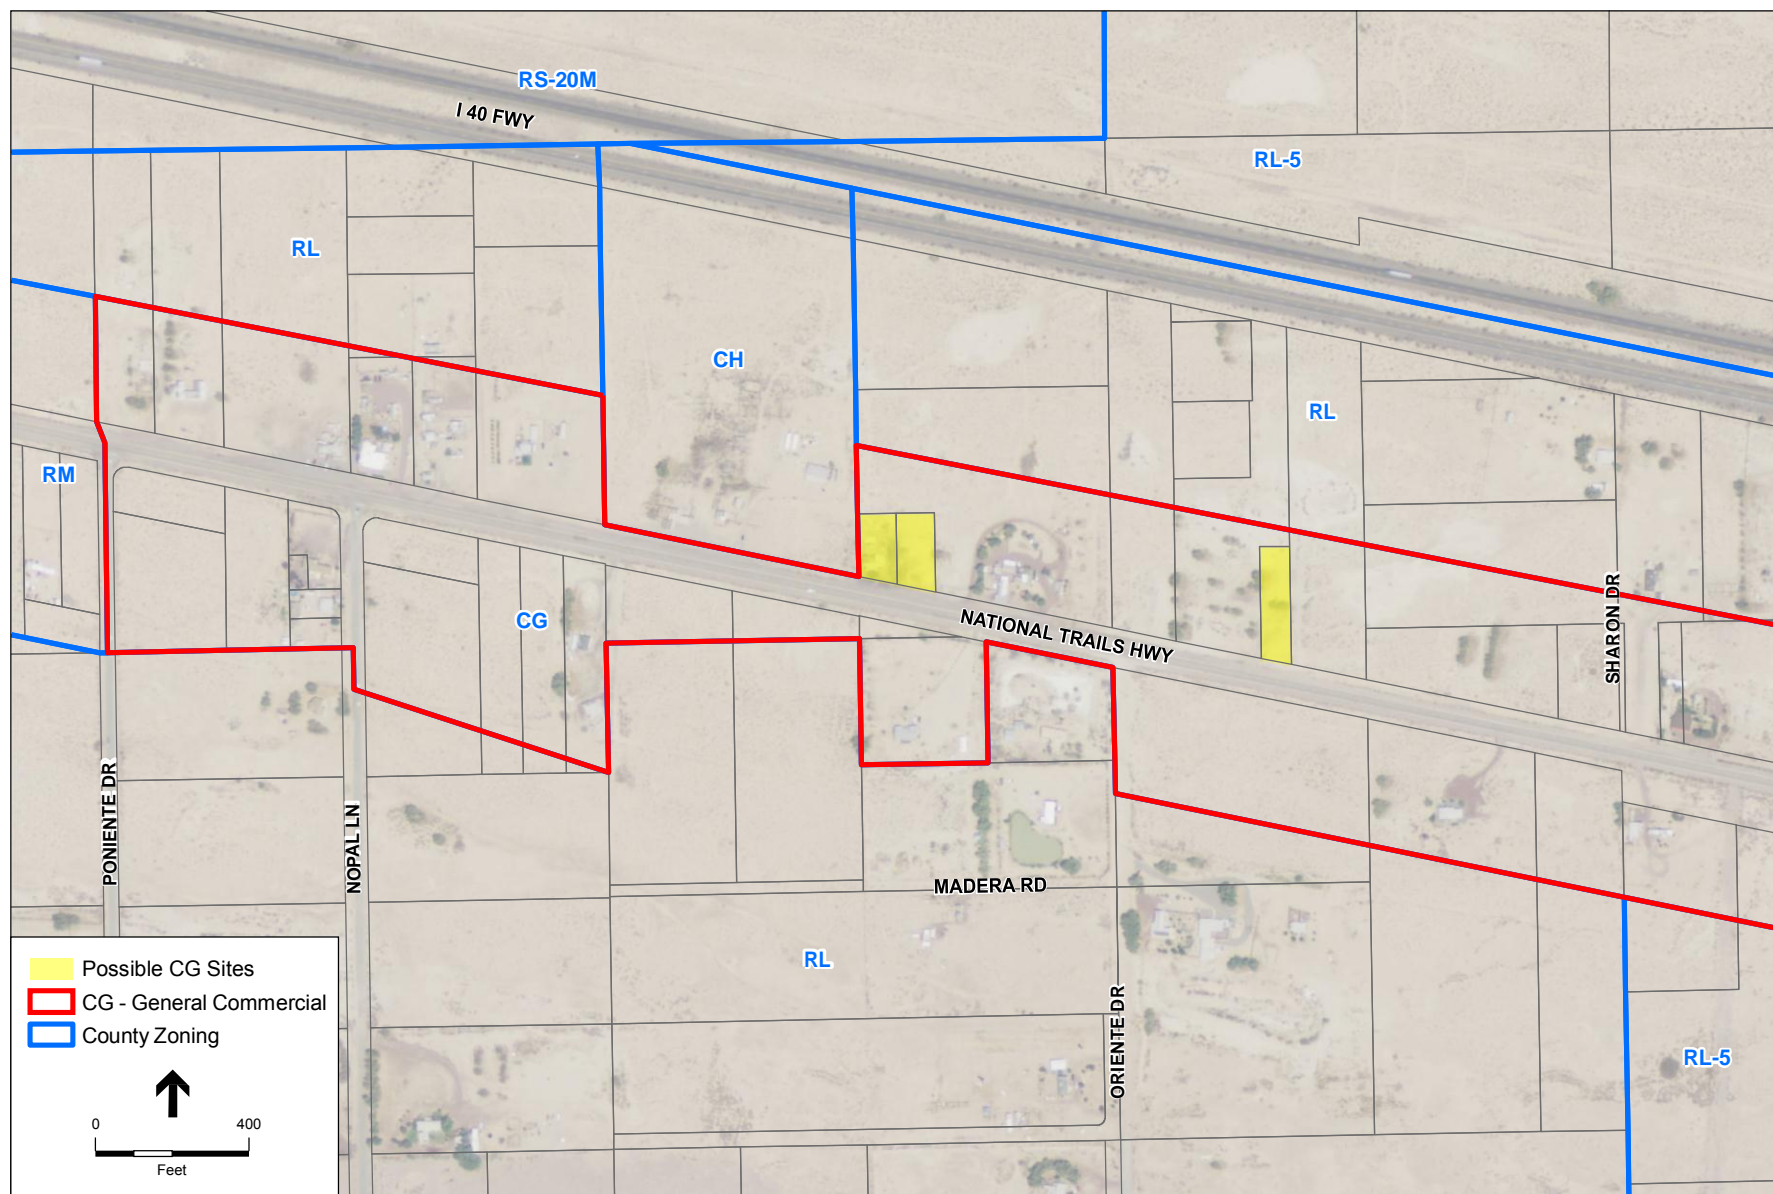 RS-20M
I 40 FWY
RL-5
RL
CH
RL
RM
CG
NATIONAL TRAILS HWY
SHARON DR
PONIENTE DR
NOPAL LN
MADERA RD
RL
ORIENTE DR
RL-5
Possible CG Sites
CG - General Commercial
County Zoning
0 400
Feet